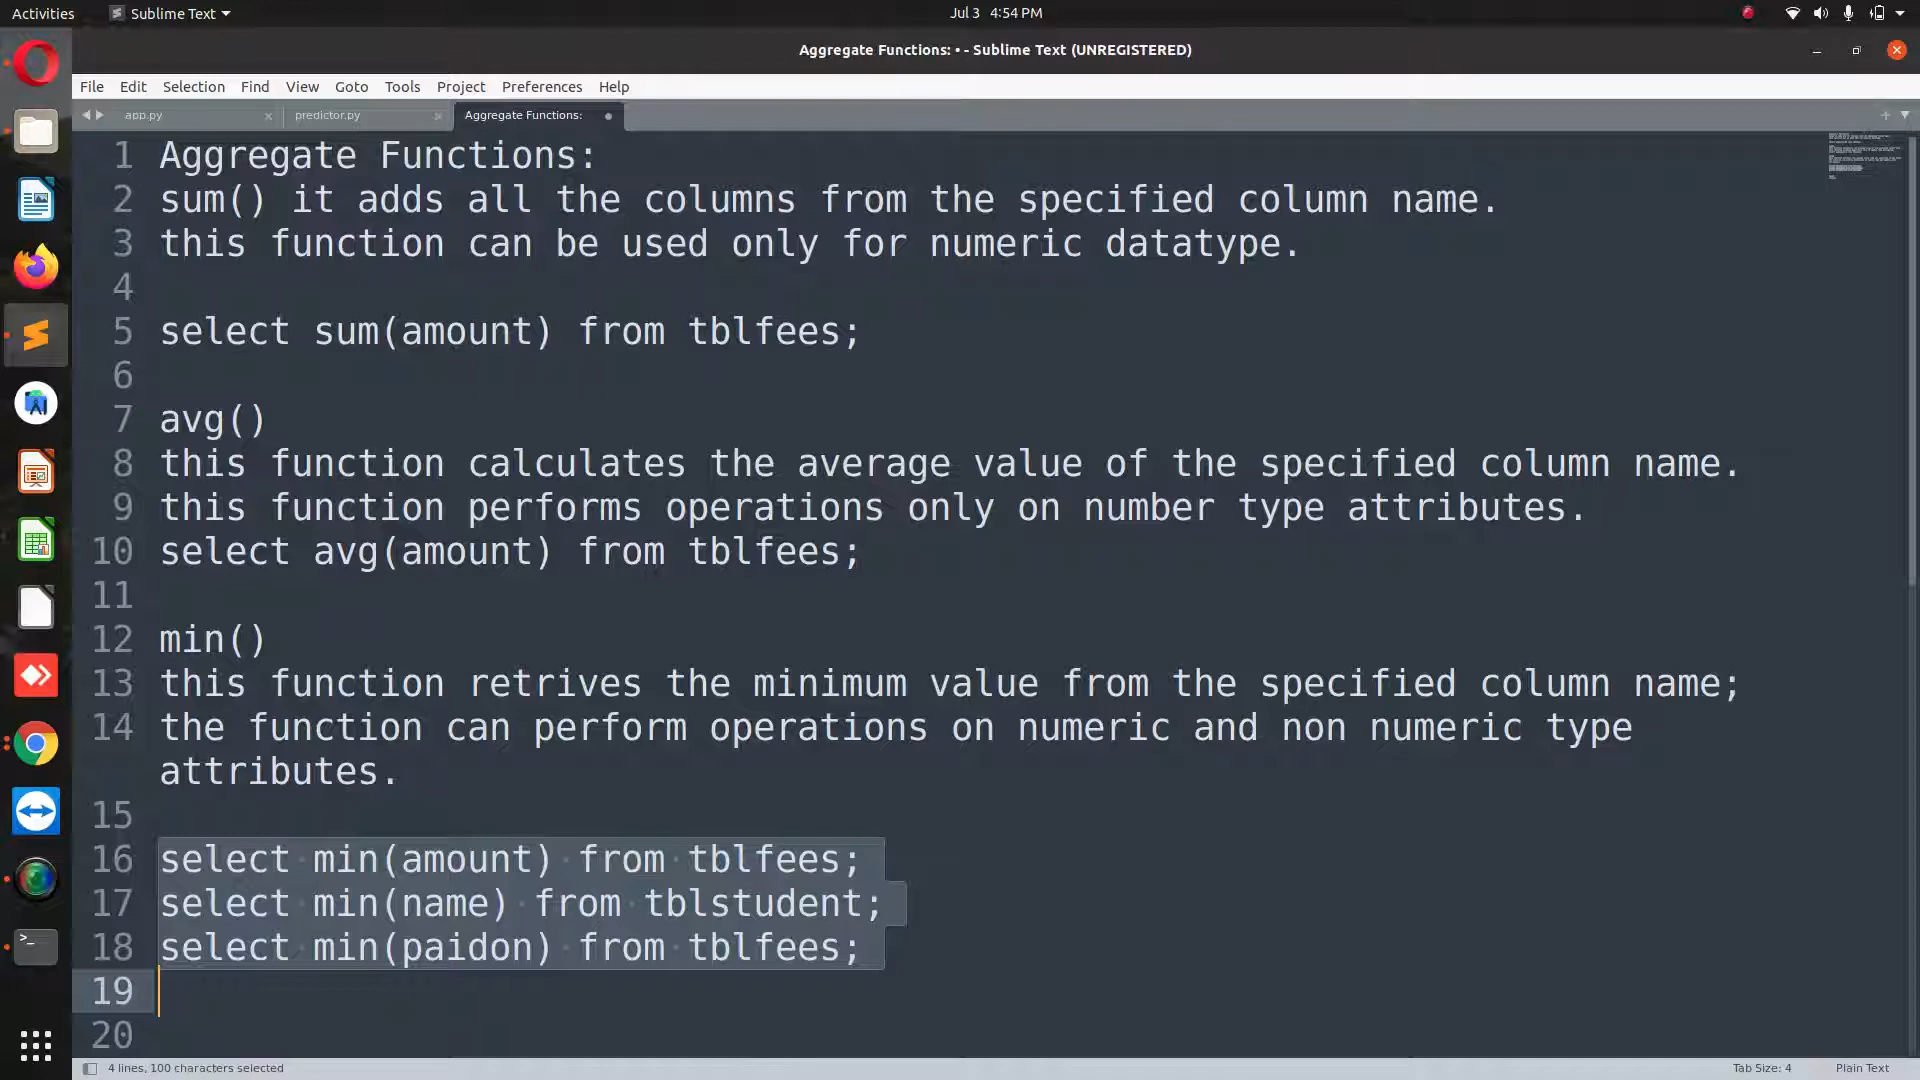 Activities Sublime Text Jul 3 4:54 PM
Aggregate Functions: • - Sublime Text (UNREGISTERED)
File Edit Selection Find View Goto Tools Project Preferences Help
app.py predictor.py Aggregate Functions:
1 Aggregate Functions:
2 sum() it adds all the columns from the specified column name.
3 this function can be used only for numeric datatype.
4
5 select sum(amount) from tblfees;
6
7 avg()
8 this function calculates the average value of the specified column name.
9 this function performs operations only on number type attributes.
10 select avg(amount) from tblfees;
11
12 min()
13 this function retrives the minimum value from the specified column name;
14 the function can perform operations on numeric and non numeric type
attributes.
15
16 select min(amount) from tblfees;
17 select min(name) from tblstudent;
18 select min(paidon) from tblfees;
19
20
4 lines, 100 characters selected Tab Size: 4 Plain Text